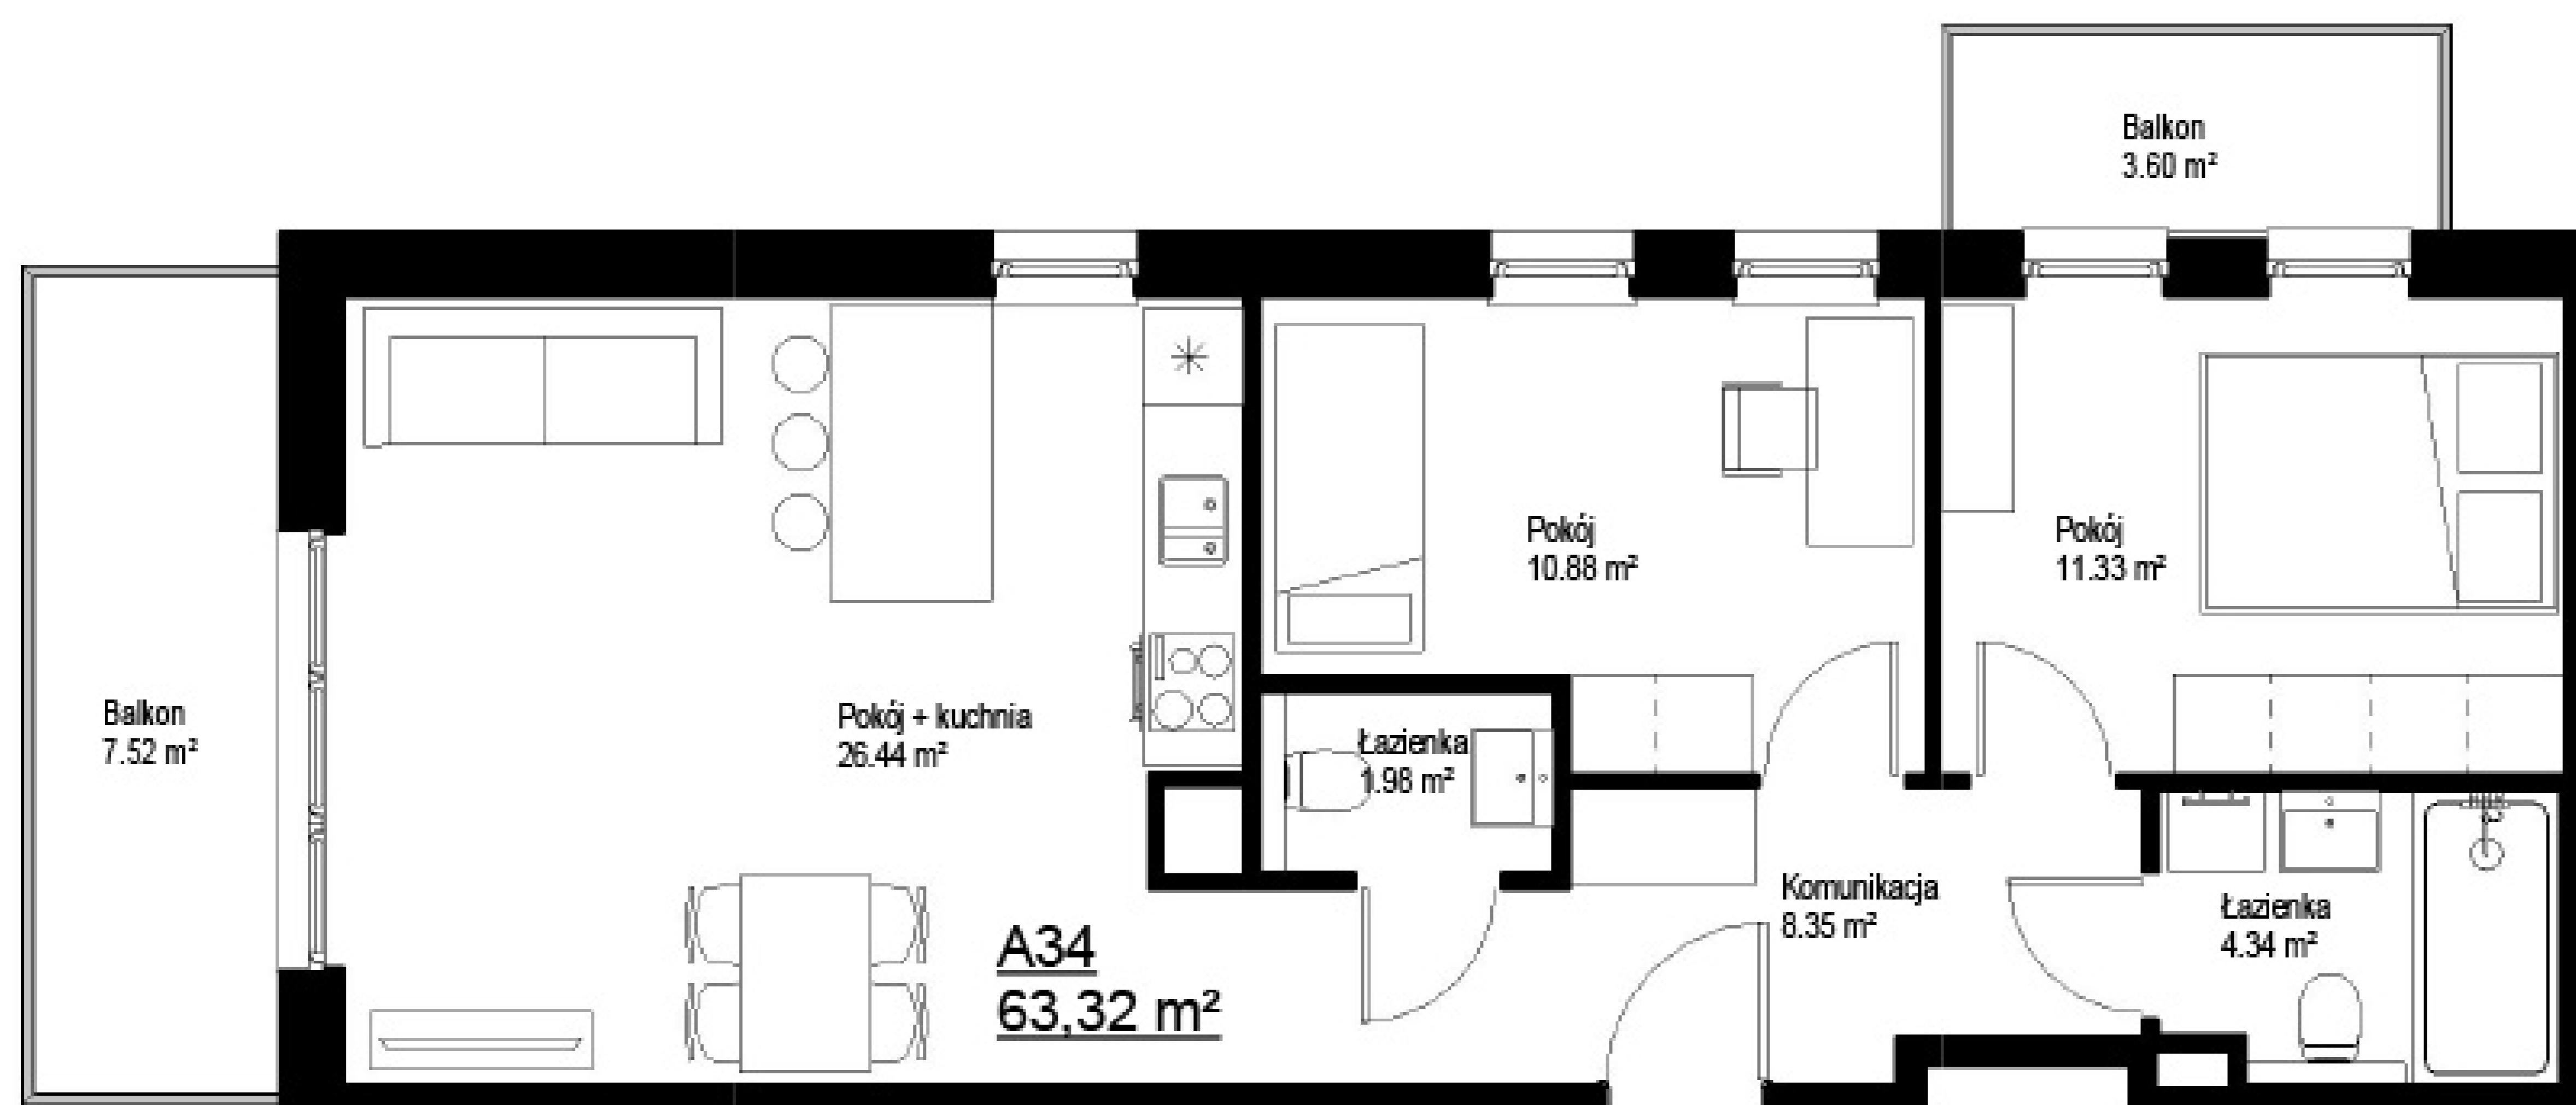 Balkon
3.60 m²
Pokój
10.88 m²
Pokój
11.33 m²
Balkon
7.52 m²
Pokój + kuchnia
26.44 m²
Łazienka
1.98 m²
Komunikacja
8.35 m²
Łazienka
4.34 m²
A34
63,32 m²